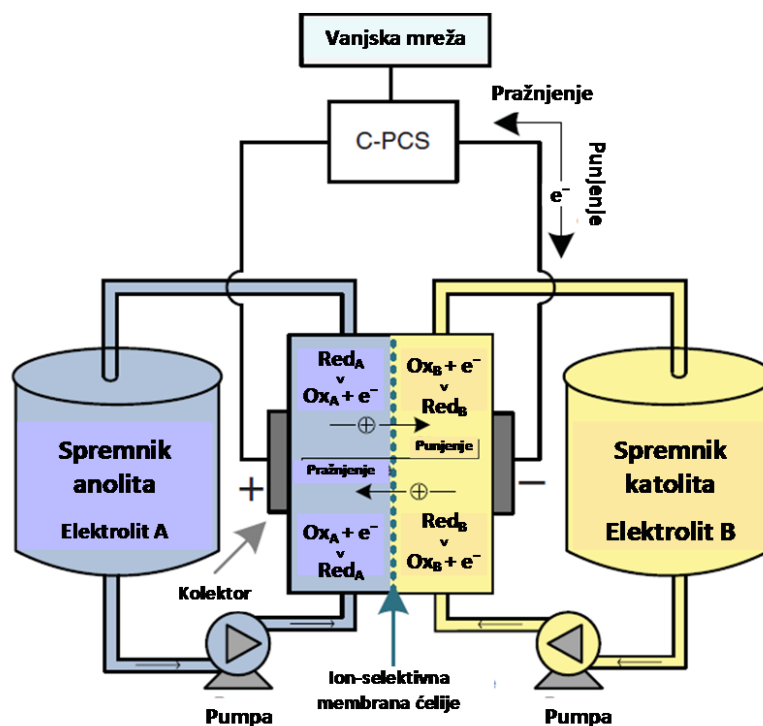 Vanjska mreža
Pražnjenje
C-PCS
Punjenje
e⁻
Red_A
v
Ox_A + e⁻
Ox_B + e⁻
v
Red_B
⊕
Punjenje
Pražnjenje
⊕
+
−
Ox_A + e⁻
v
Red_A
Red_B
v
Ox_B + e⁻
Spremnik
anolita
Elektrolit A
Spremnik
katolita
Elektrolit B
Kolektor
Pumpa
Ion-selektivna
membrana ćelije
Pumpa